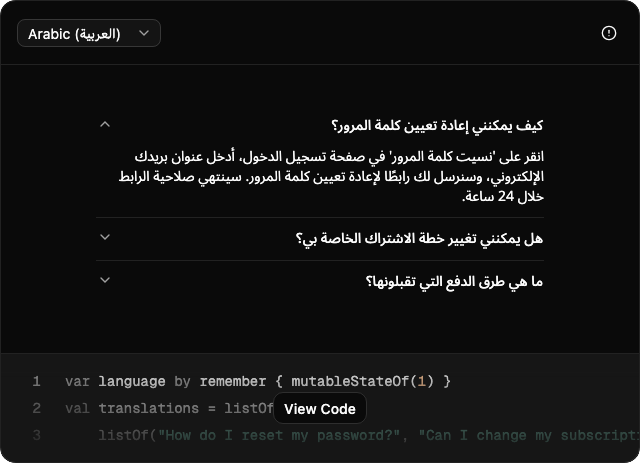 Arabic (العربية)
كيف يمكنني إعادة تعيين كلمة المرور؟
انقر على 'نسيت كلمة المرور' في صفحة تسجيل الدخول، أدخل عنوان بريدك
الإلكتروني، وسنرسل لك رابطًا لإعادة تعيين كلمة المرور. سينتهي صلاحية الرابط
خلال 24 ساعة.
هل يمكنني تغيير خطة الاشتراك الخاصة بي؟
ما هي طرق الدفع التي تقبلونها؟
1 var language by remember { mutableStateOf(1) }
2 val translations = listOf
View Code
3 listOf("How do I reset my password?", "Can I change my subscripti